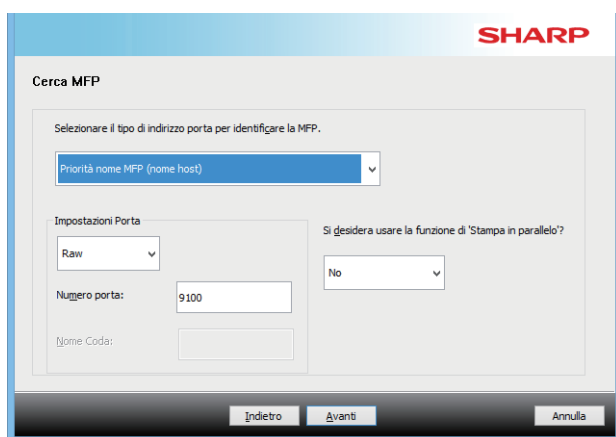 SHARP
Cerca MFP
Selezionare il tipo di indirizzo porta per identificare la MFP.
Priorità nome MFP (nome host)
Impostazioni Porta
Si desidera usare la funzione di 'Stampa in parallelo'?
Raw
No
Numero porta:
9100
Nome Coda:
Indietro
Avanti
Annulla